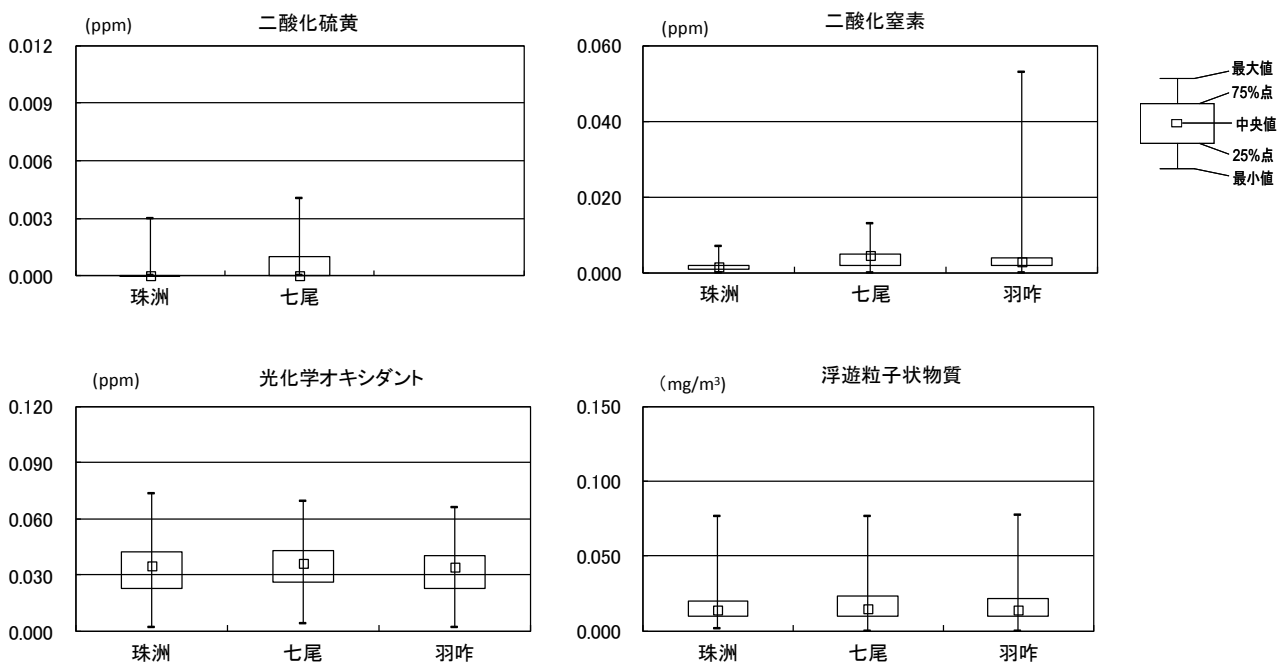 (ppm)
二酸化硫黄
0.012
0.009
0.006
0.003
0.000
珠洲
七尾
(ppm)
二酸化窒素
0.060
0.040
0.020
0.000
珠洲
七尾
羽咋
最大値
75%点
中央値
25%点
最小値
(ppm)
光化学オキシダント
0.120
0.090
0.060
0.030
0.000
珠洲
七尾
羽咋
(mg/m³)
浮遊粒子状物質
0.150
0.100
0.050
0.000
珠洲
七尾
羽咋